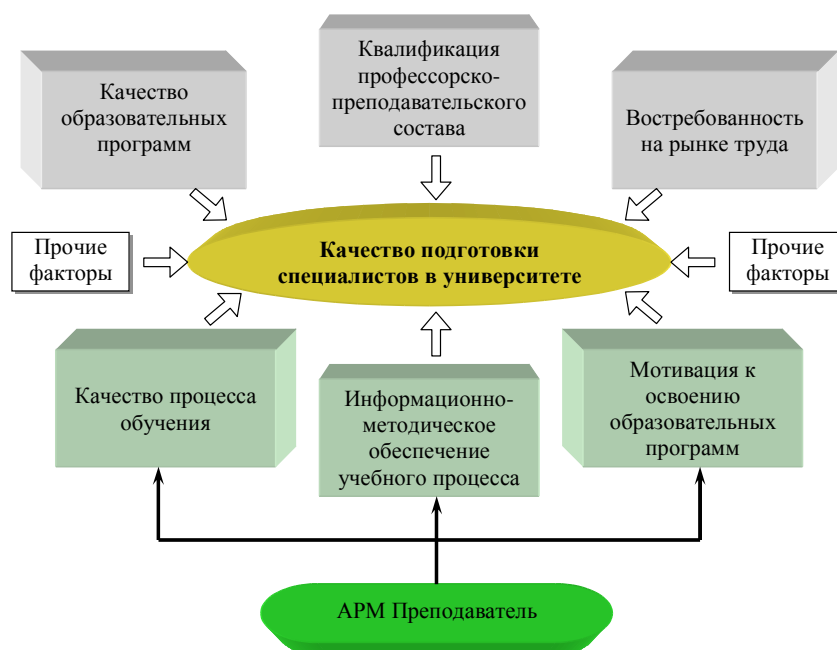 Квалификация
профессорско-
преподавательского
состава
Качество
образовательных
программ
Востребованность
на рынке труда
Прочие
факторы
Качество подготовки
специалистов в университете
Прочие
факторы
Качество процесса
обучения
Информационно-
методическое
обеспечение
учебного процесса
Мотивация к
освоению
образовательных
программ
АРМ Преподаватель